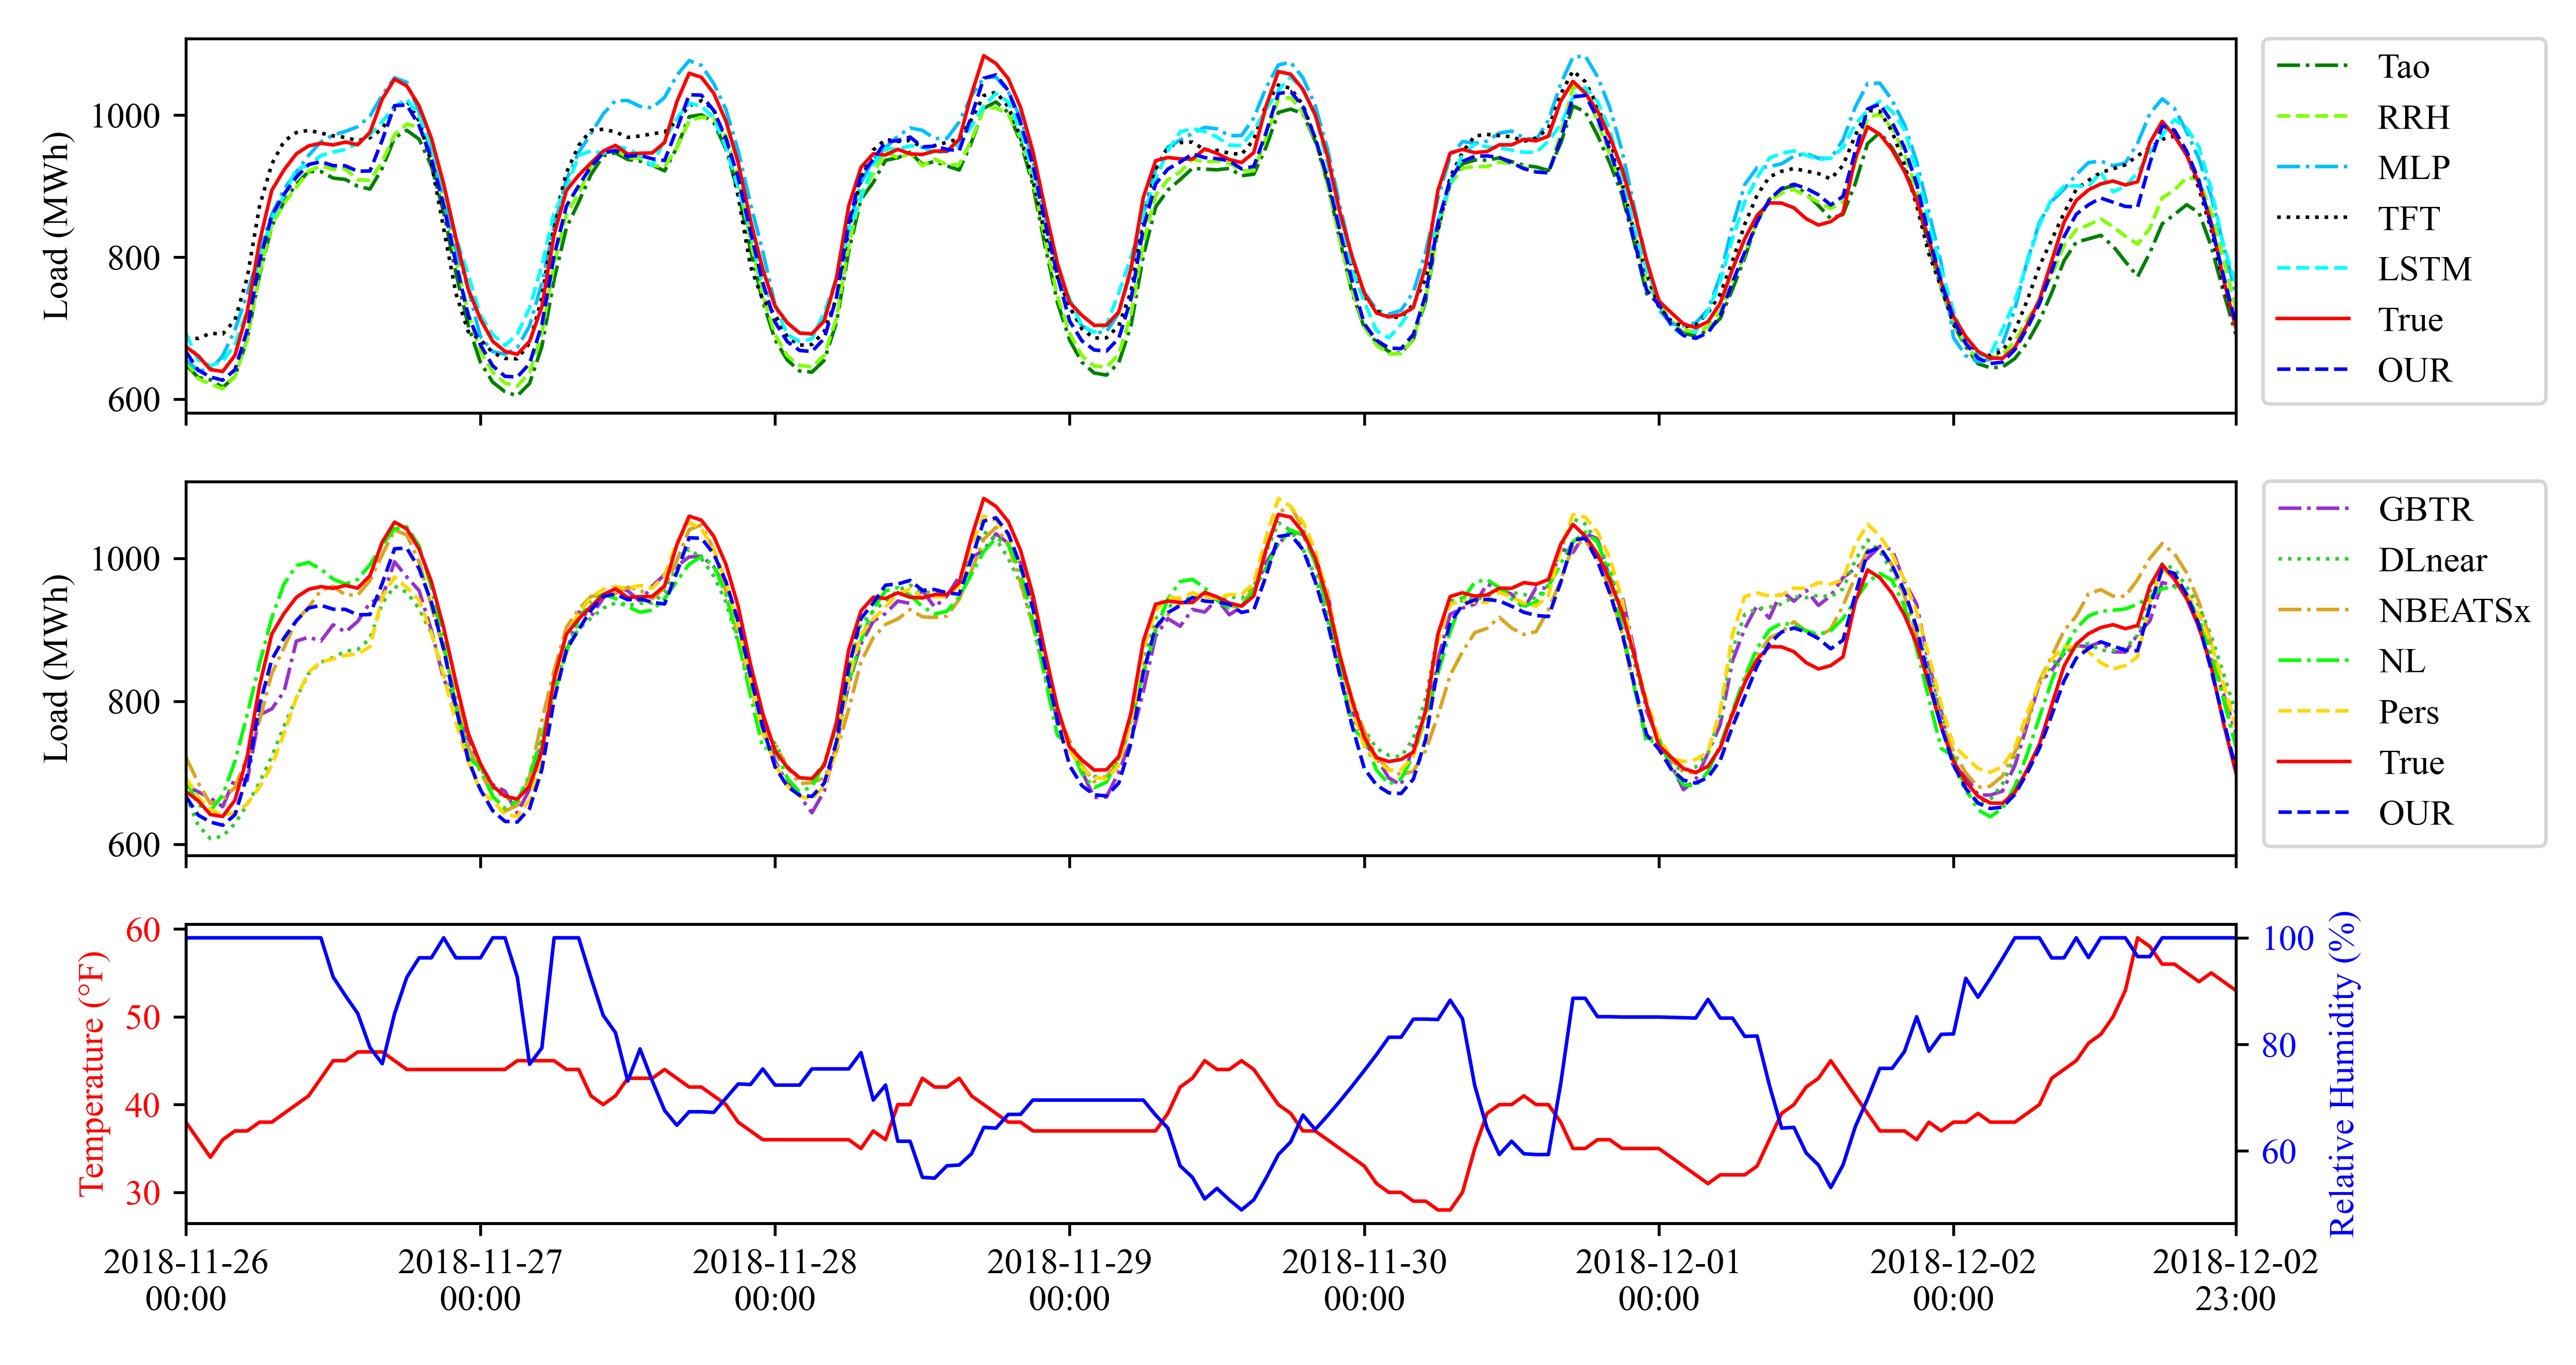 Load (MWh)
1000
800
600
Tao
RRH
MLP
TFT
LSTM
True
OUR
Load (MWh)
1000
800
600
GBTR
DLnear
NBEATSx
NL
Pers
True
OUR
Temperature (°F)
60
50
40
30
100
80
60
Relative Humidity (%)
2018-11-26
00:00
2018-11-27
00:00
2018-11-28
00:00
2018-11-29
00:00
2018-11-30
00:00
2018-12-01
00:00
2018-12-02
00:00
2018-12-02
23:00